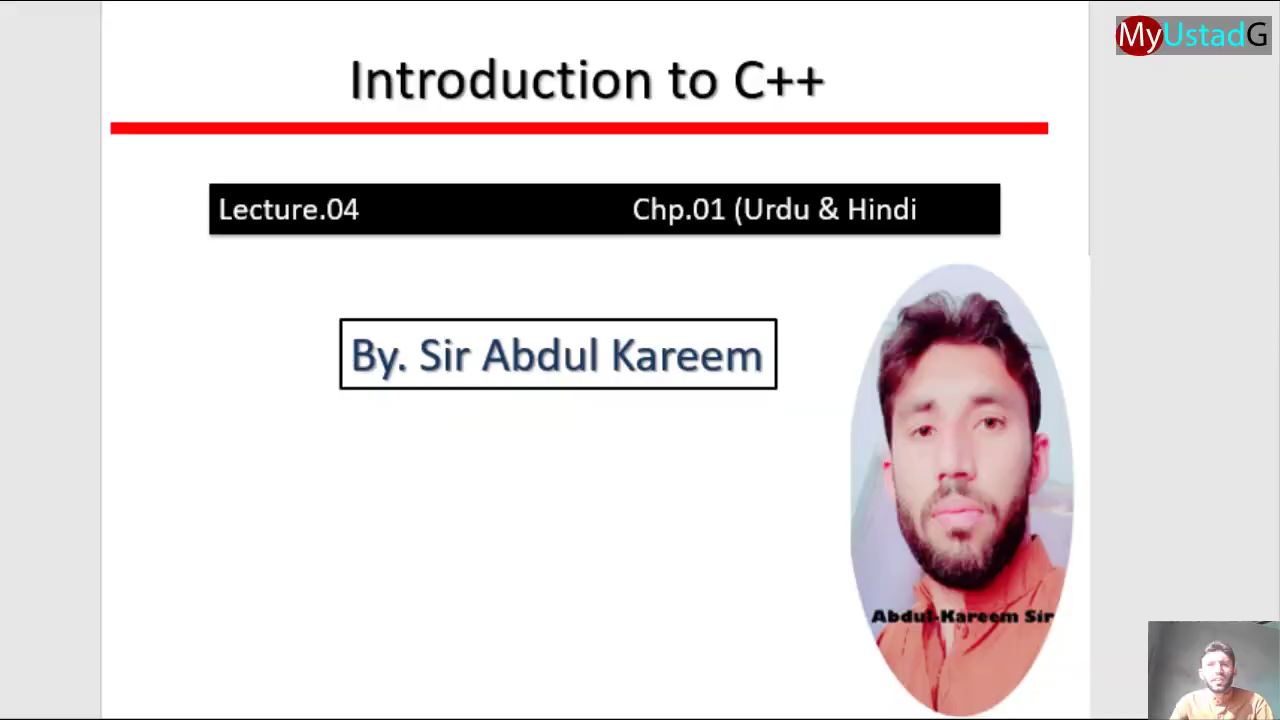 MyUstadG
Introduction to C++
Lecture.04 Chp.01 (Urdu & Hindi
By. Sir Abdul Kareem
Abdul-Kareem Sir